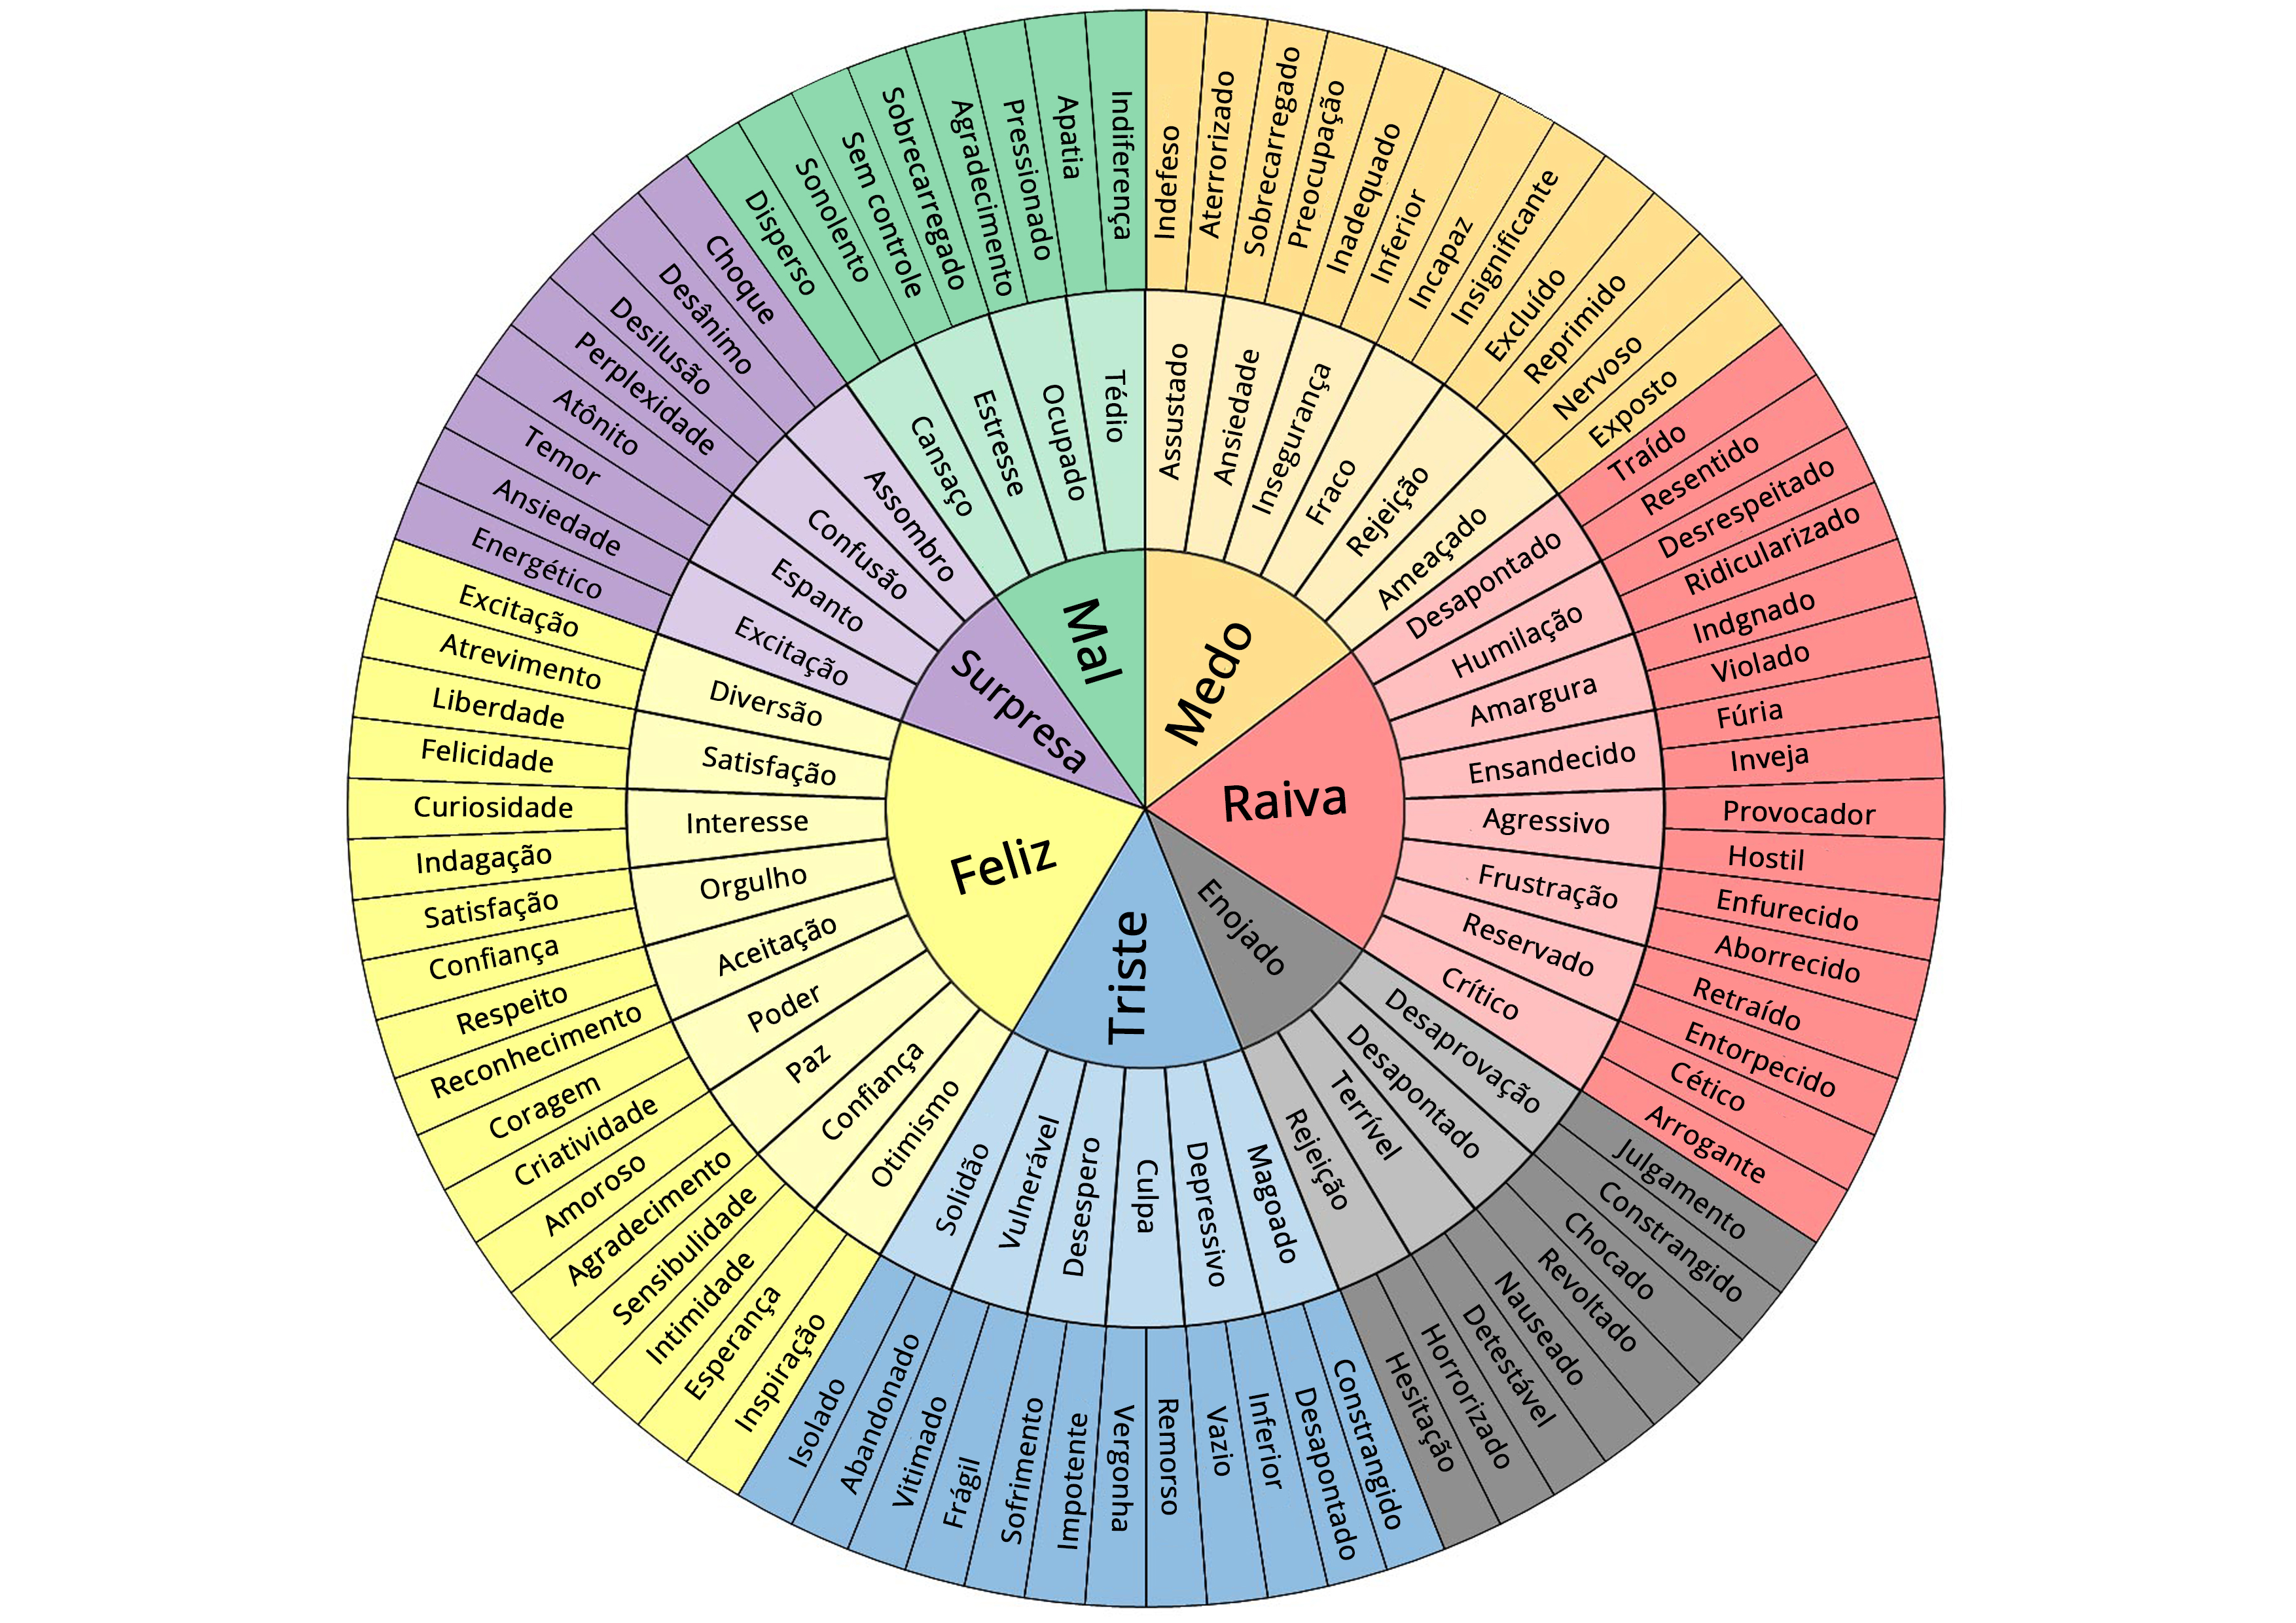 Medo
Raiva
Enojado
Triste
Feliz
Surpresa
Mal
Assustado
Ansiedade
Insegurança
Fraco
Rejeição
Ameaçado
Desapontado
Humilação
Amargura
Ensandecido
Agressivo
Frustração
Reservado
Crítico
Desaprovação
Desapontado
Terrível
Rejeição
Magoado
Depressivo
Culpa
Desespero
Vulnerável
Solidão
Otimismo
Confiança
Paz
Poder
Aceitação
Orgulho
Interesse
Satisfação
Diversão
Excitação
Espanto
Confusão
Assombro
Cansaço
Estresse
Ocupado
Tédio
Indefeso
Aterrorizado
Sobrecarregado
Preocupação
Inadequado
Inferior
Incapaz
Insignificante
Excluído
Reprimido
Nervoso
Exposto
Traído
Resentido
Desrespeitado
Ridicularizado
Indgnado
Violado
Fúria
Inveja
Provocador
Hostil
Enfurecido
Aborrecido
Retraído
Entorpecido
Cético
Arrogante
Julgamento
Constrangido
Chocado
Revoltado
Nauseado
Detestável
Horrorizado
Hesitação
Constrangido
Desapontado
Inferior
Vazio
Remorso
Vergonha
Impotente
Sofrimento
Frágil
Vitimado
Abandonado
Isolado
Inspiração
Esperança
Intimidade
Sensibulidade
Agradecimento
Amoroso
Criatividade
Coragem
Reconhecimento
Respeito
Confiança
Satisfação
Indagação
Curiosidade
Felicidade
Liberdade
Atrevimento
Excitação
Energético
Ansiedade
Temor
Atônito
Perplexidade
Desilusão
Desânimo
Choque
Disperso
Sonolento
Sem controle
Sobrecarregado
Agradecimento
Pressionado
Apatia
Indiferença